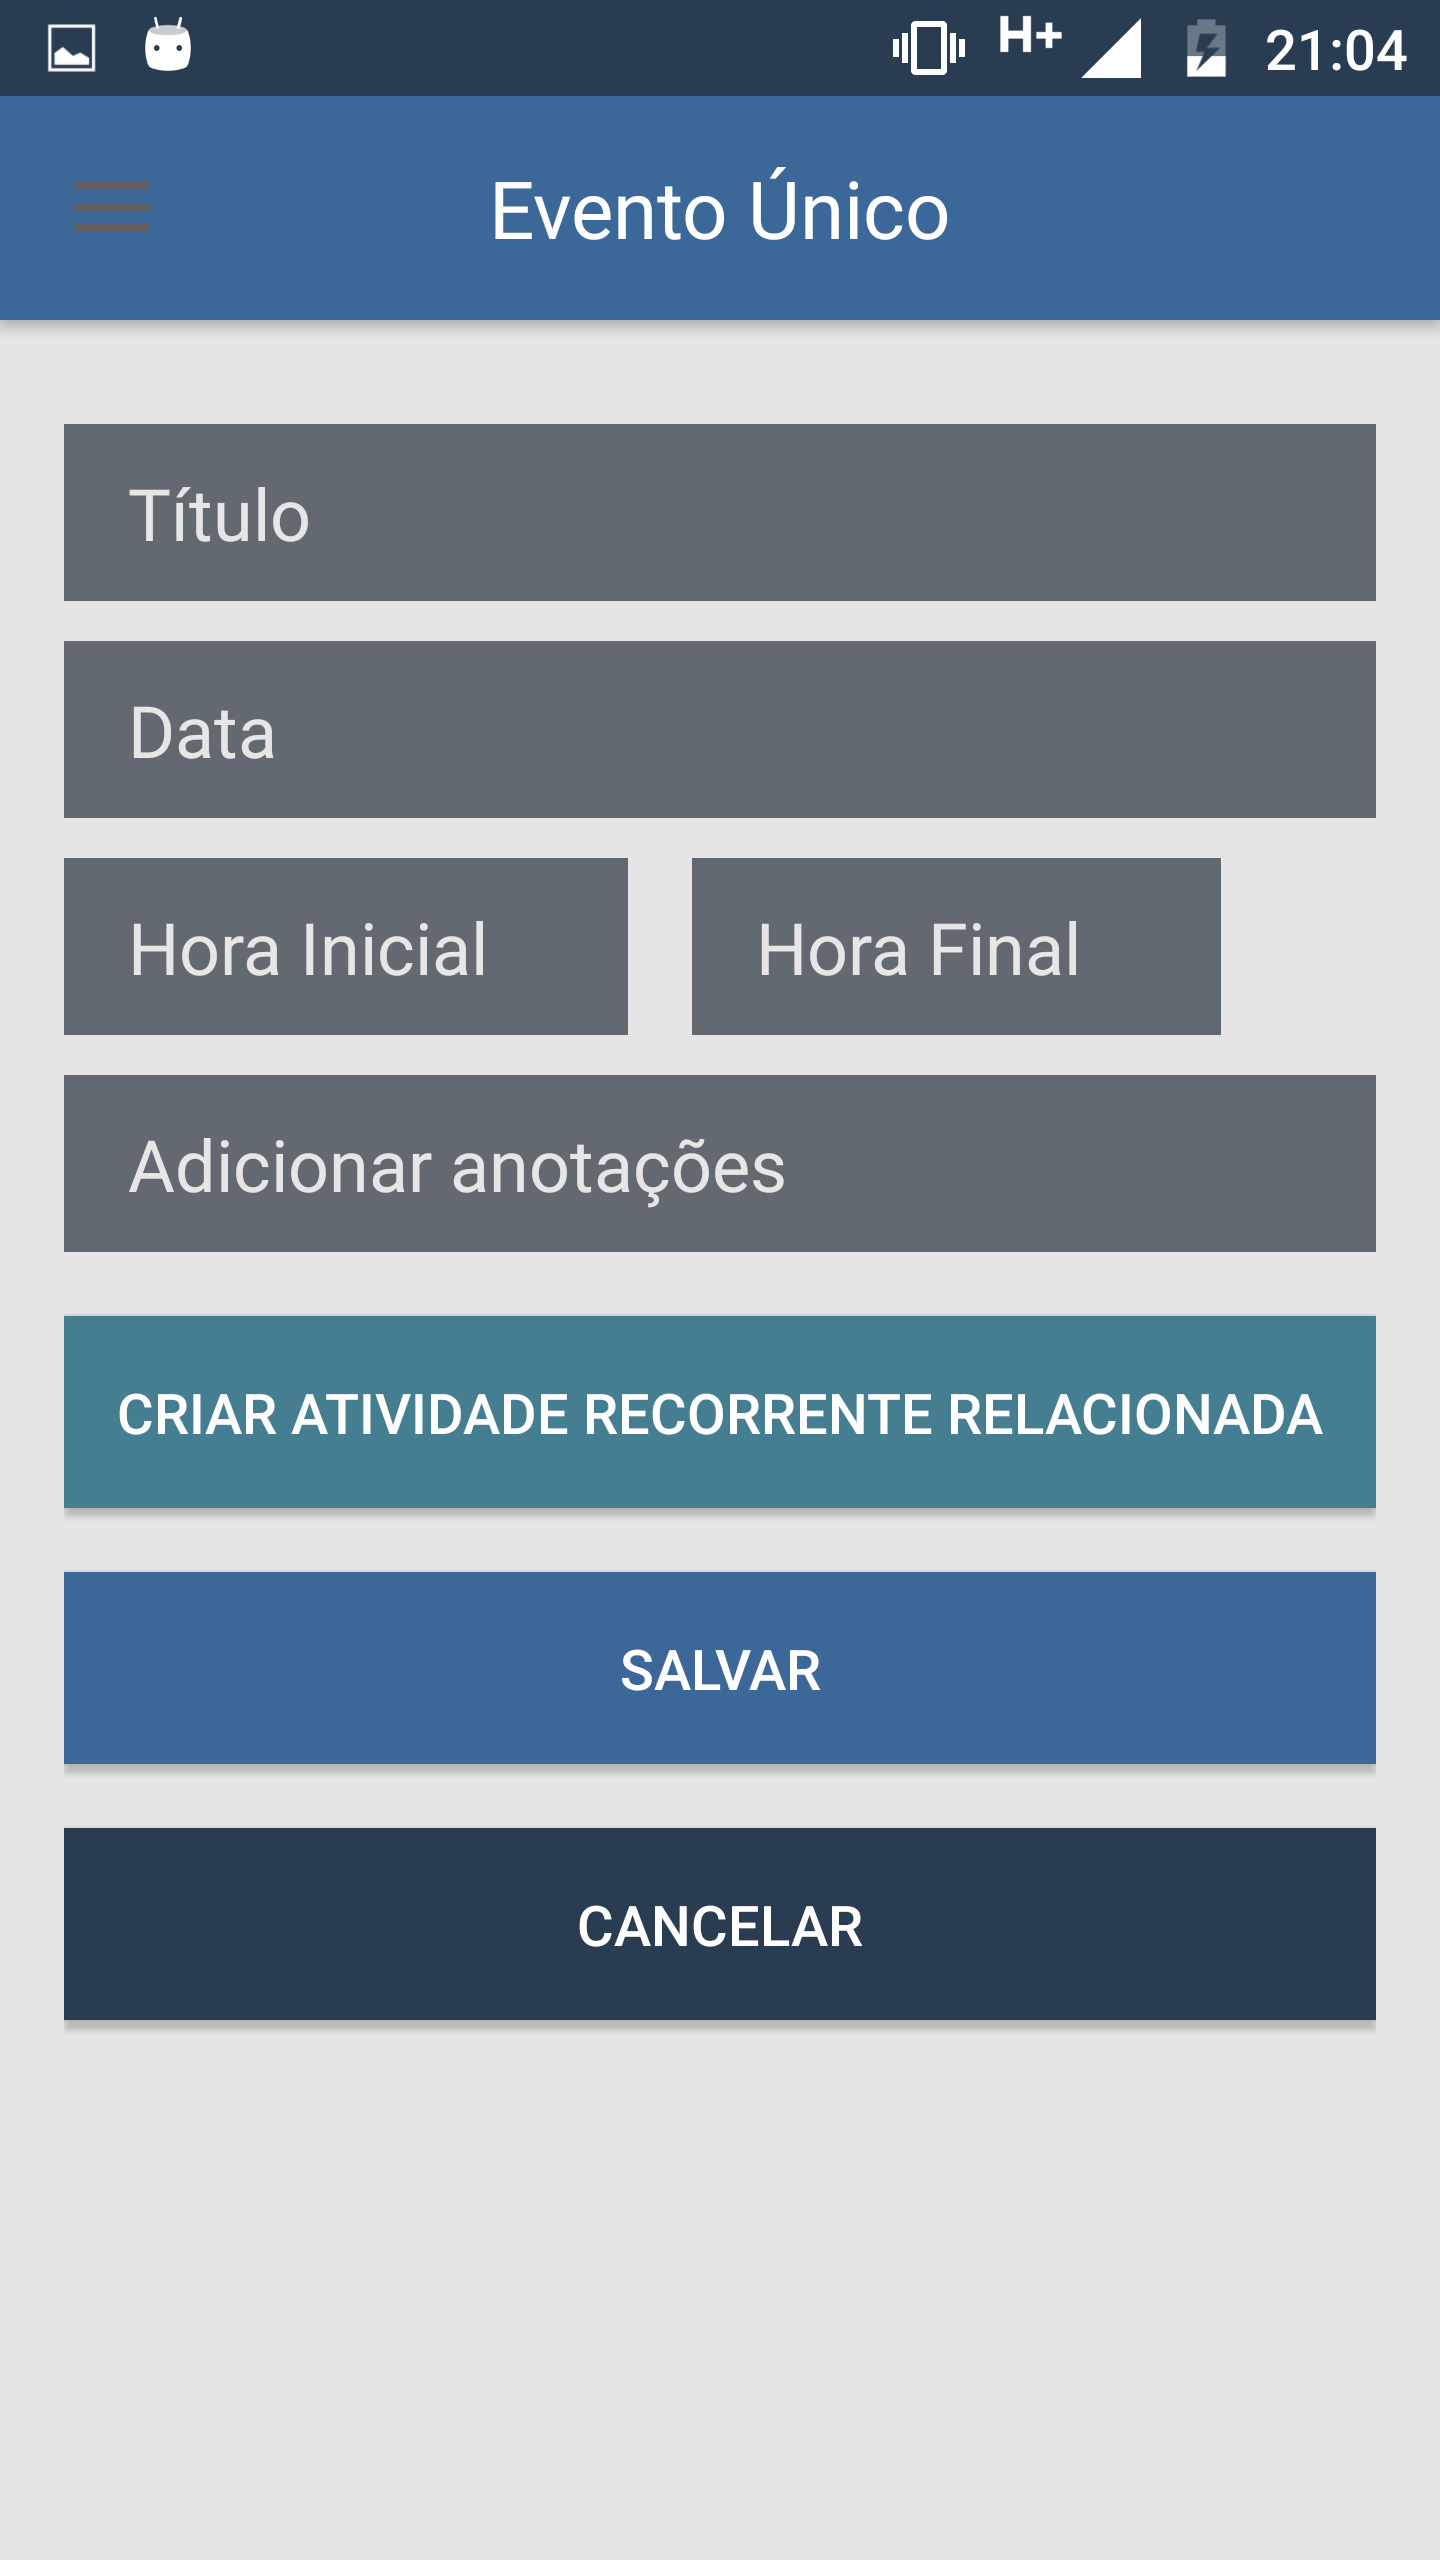 H+ 21:04
Evento Único
Título
Data
Hora Inicial Hora Final
Adicionar anotações
CRIAR ATIVIDADE RECORRENTE RELACIONADA
SALVAR
CANCELAR